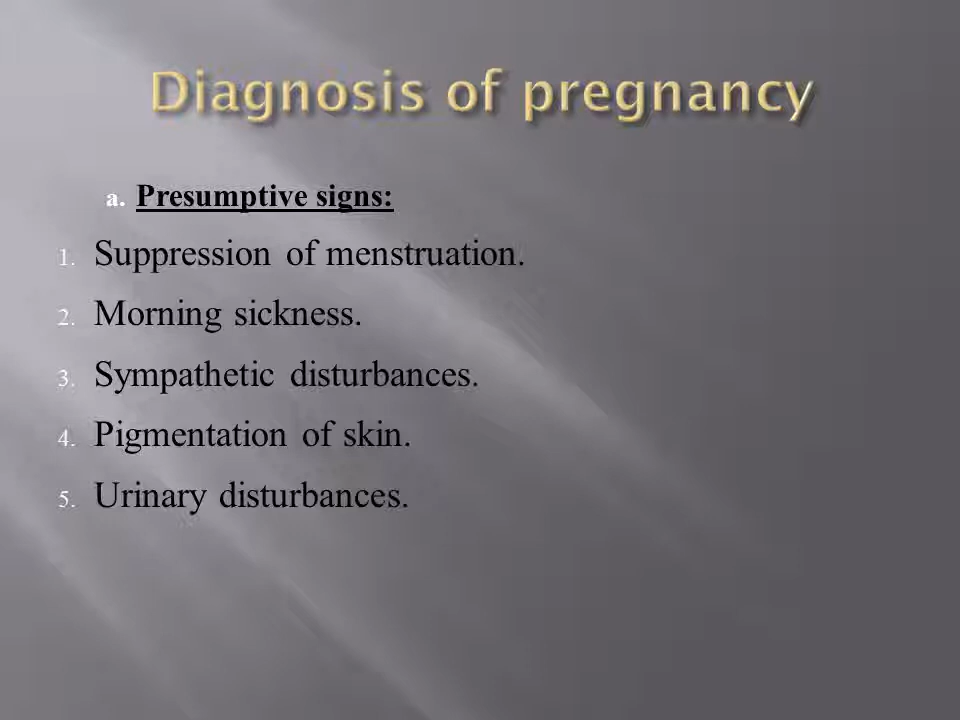 Diagnosis of pregnancy
a. Presumptive signs:
1. Suppression of menstruation.
2. Morning sickness.
3. Sympathetic disturbances.
4. Pigmentation of skin.
5. Urinary disturbances.